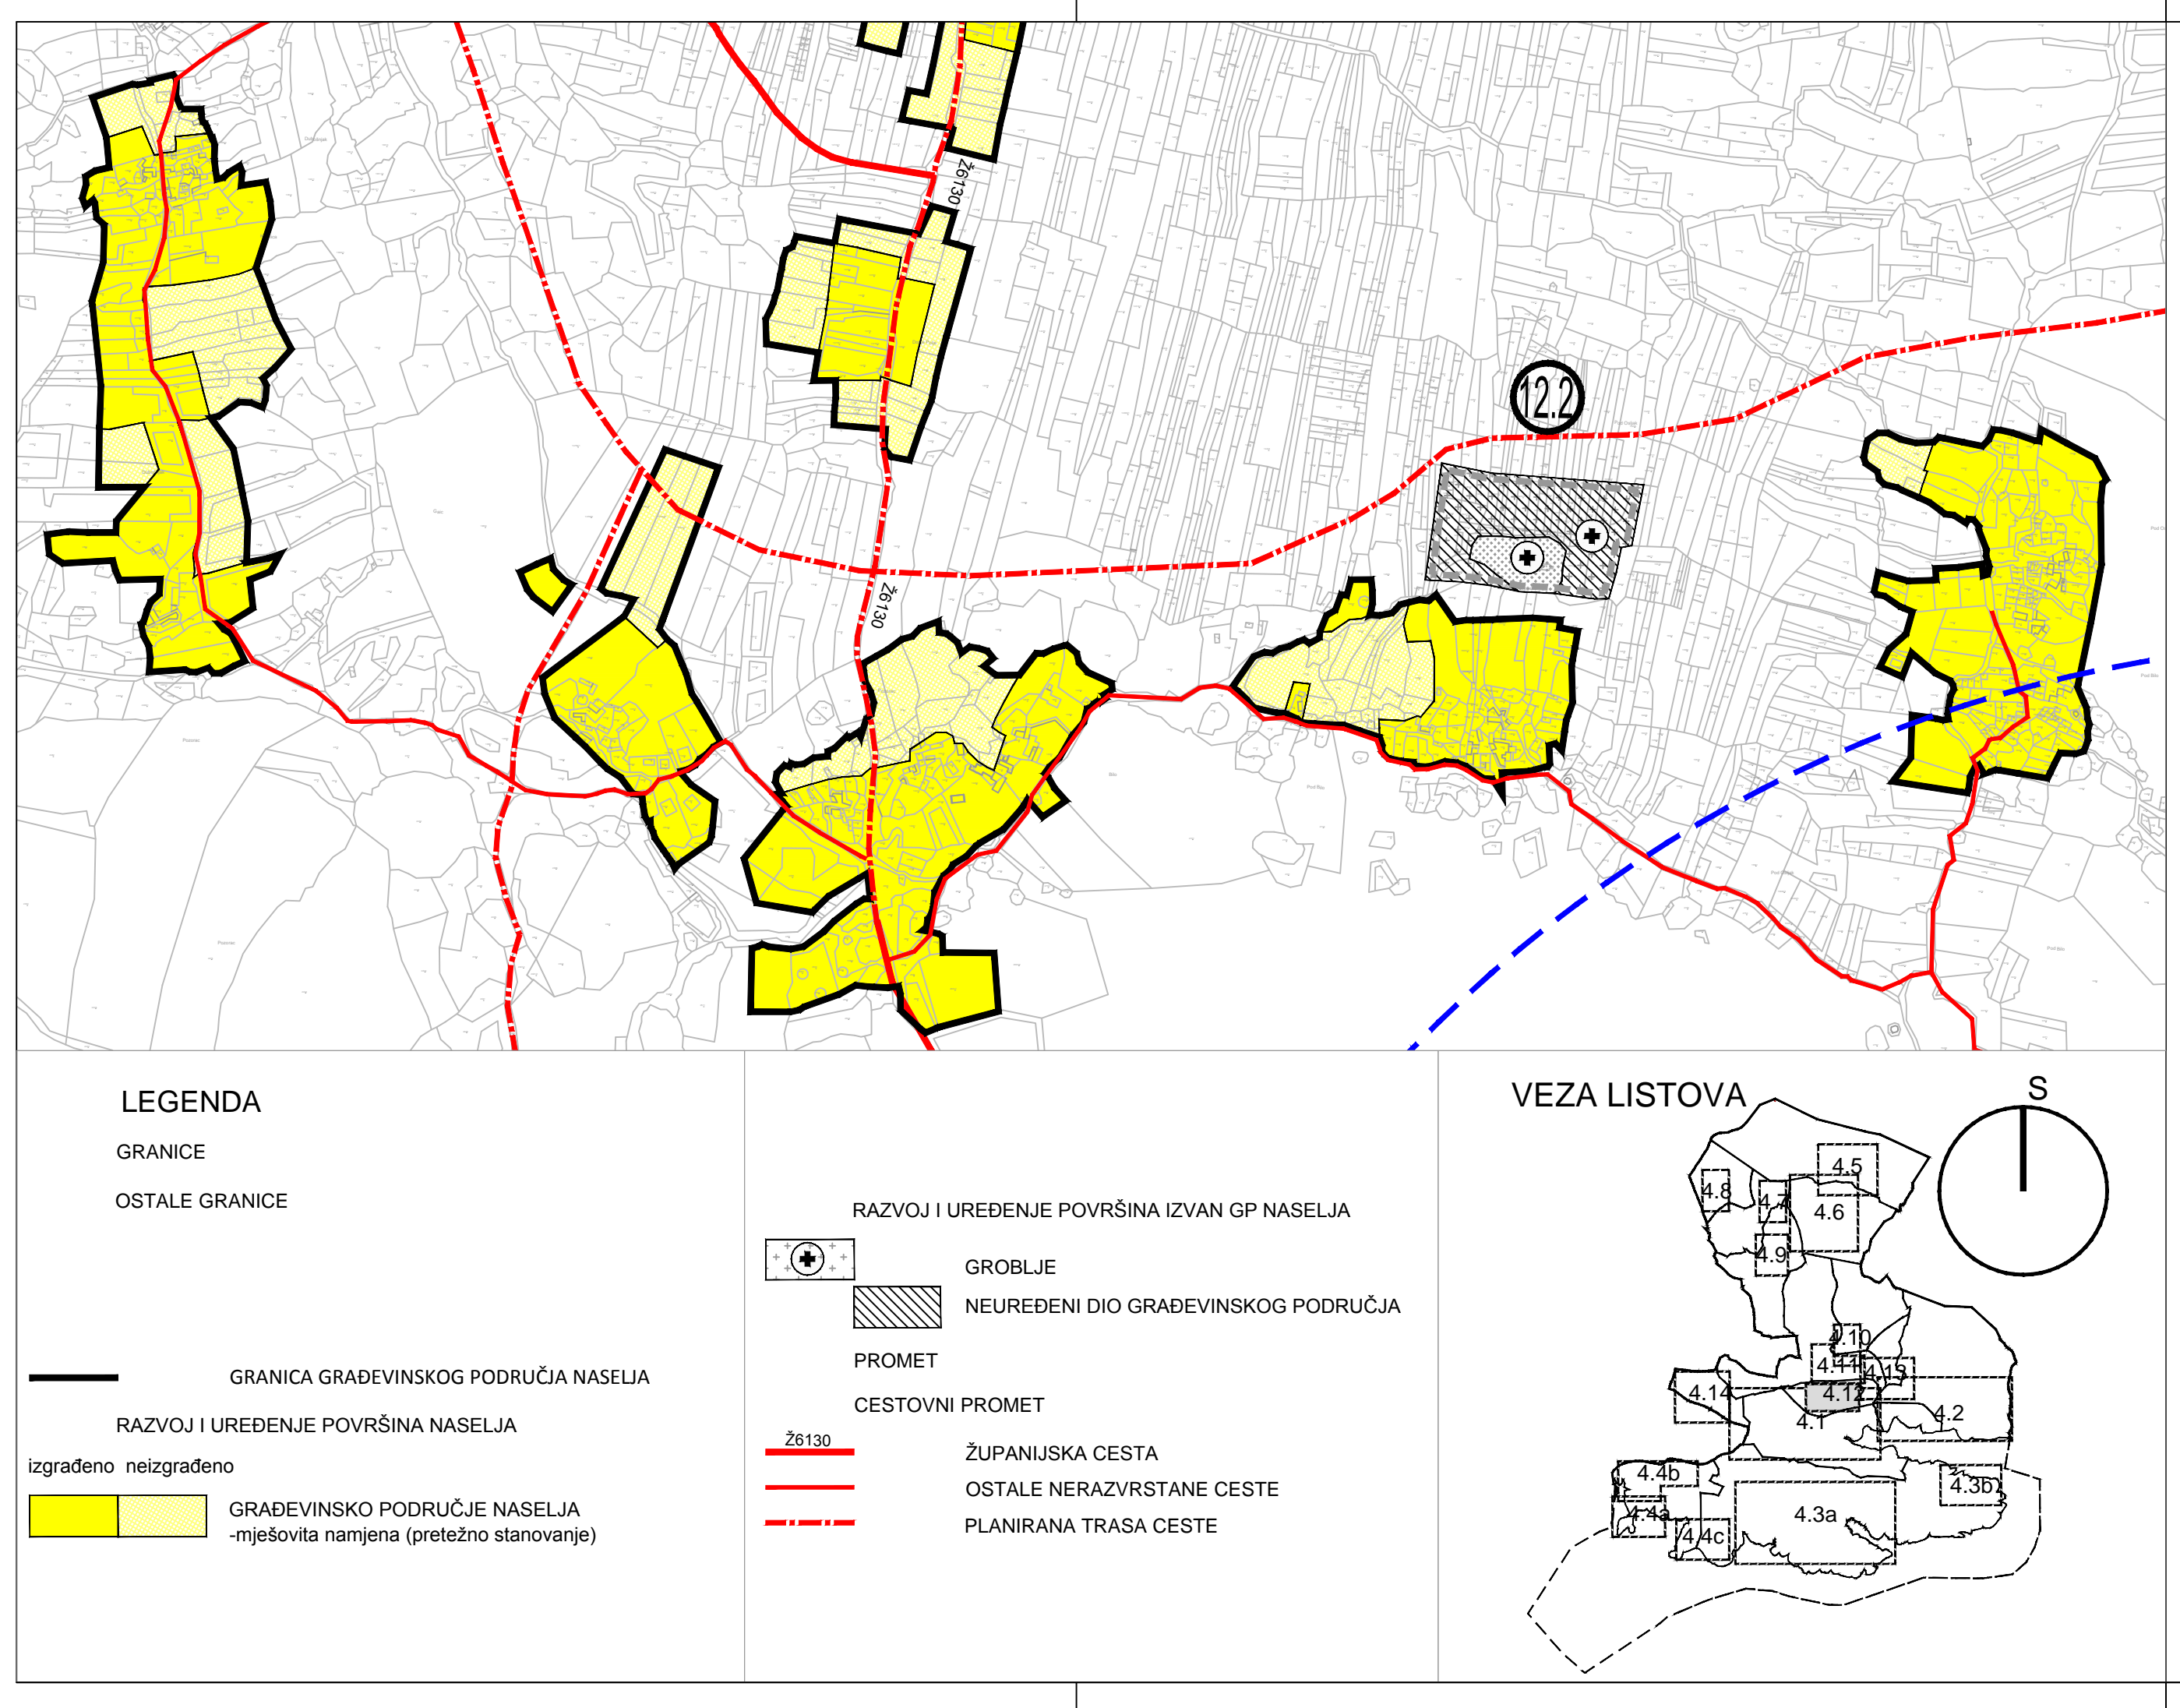 Ž6130
12.2
Ž6130
LEGENDA
GRANICE
OSTALE GRANICE
GRANICA GRAĐEVINSKOG PODRUČJA NASELJA
RAZVOJ I UREĐENJE POVRŠINA NASELJA
izgrađeno neizgrađeno
GRAĐEVINSKO PODRUČJE NASELJA
-mješovita namjena (pretežno stanovanje)
RAZVOJ I UREĐENJE POVRŠINA IZVAN GP NASELJA
GROBLJE
NEUREĐENI DIO GRAĐEVINSKOG PODRUČJA
PROMET
CESTOVNI PROMET
Ž6130
ŽUPANIJSKA CESTA
OSTALE NERAZVRSTANE CESTE
PLANIRANA TRASA CESTE
VEZA LISTOVA
S
4.5
4.8
4.7
4.6
4.9
4.10
4.11
4.13
4.14
4.12
4.1
4.2
4.4b
4.3b
4.4a
4.3a
4.4c